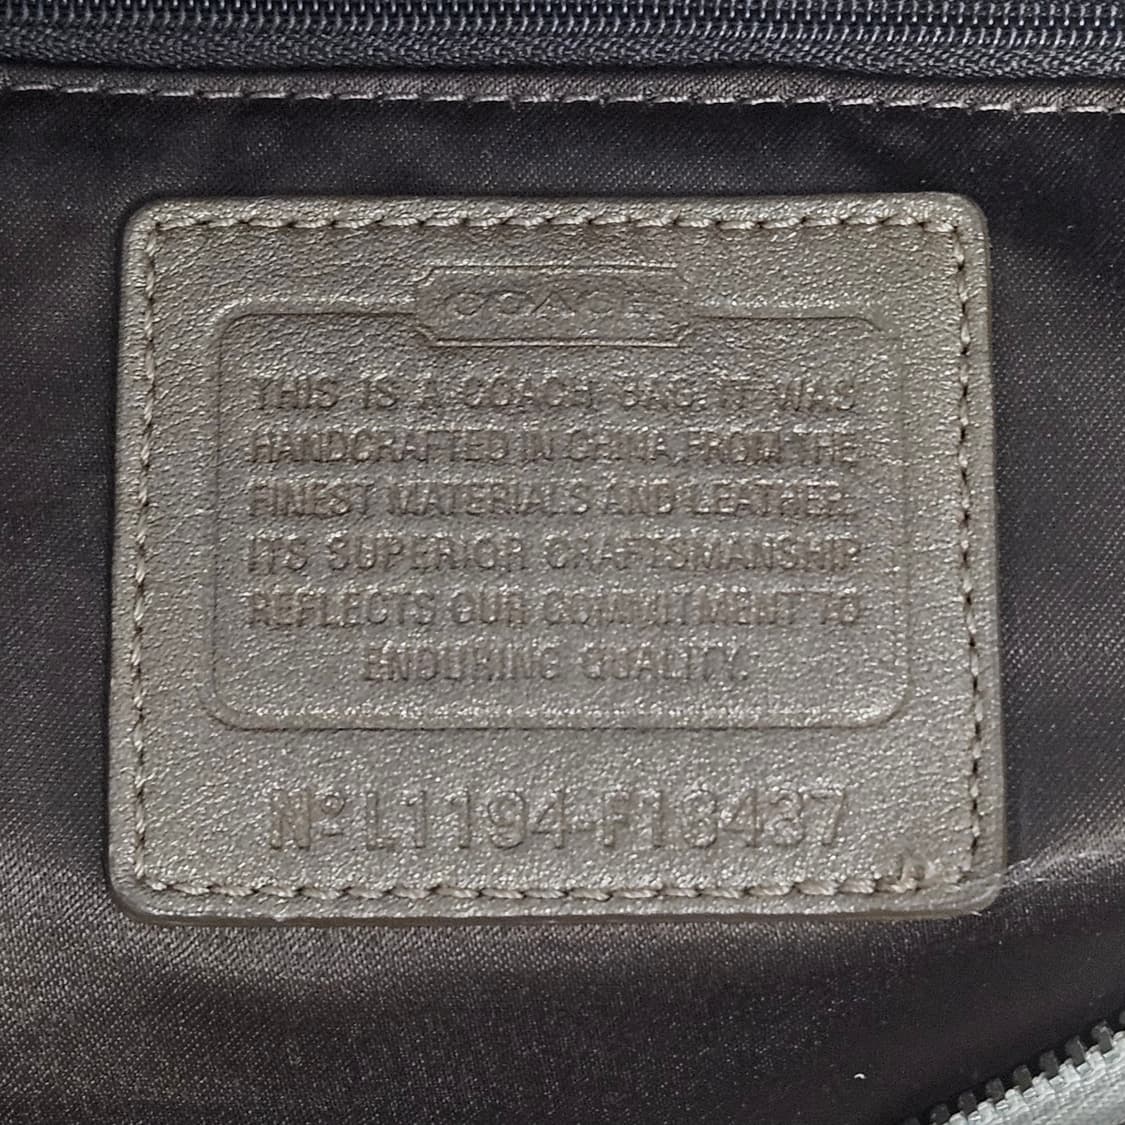 COACH
THIS IS A COACH BAG. IT WAS
HANDCRAFTED IN CHINA FROM THE
FINEST MATERIALS AND LEATHER.
ITS SUPERIOR CRAFTSMANSHIP
REFLECTS OUR COMMITMENT TO
ENDURING QUALITY.
Nº L1194-F13437